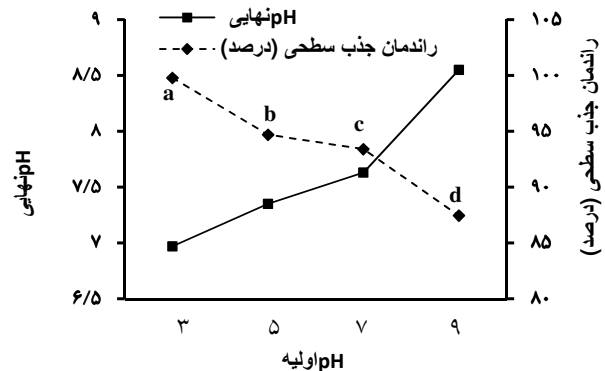 pHنهایی
راندمان جذب سطحی (درصد)
۹
۸/۵
۸
۷/۵
۷
۶/۵
pHنهایی
۱۰۵
۱۰۰
۹۵
۹۰
۸۵
۸۰
راندمان جذب سطحی (درصد)
a
b
c
d
۳ ۵ ۷ ۹
pHاولیه